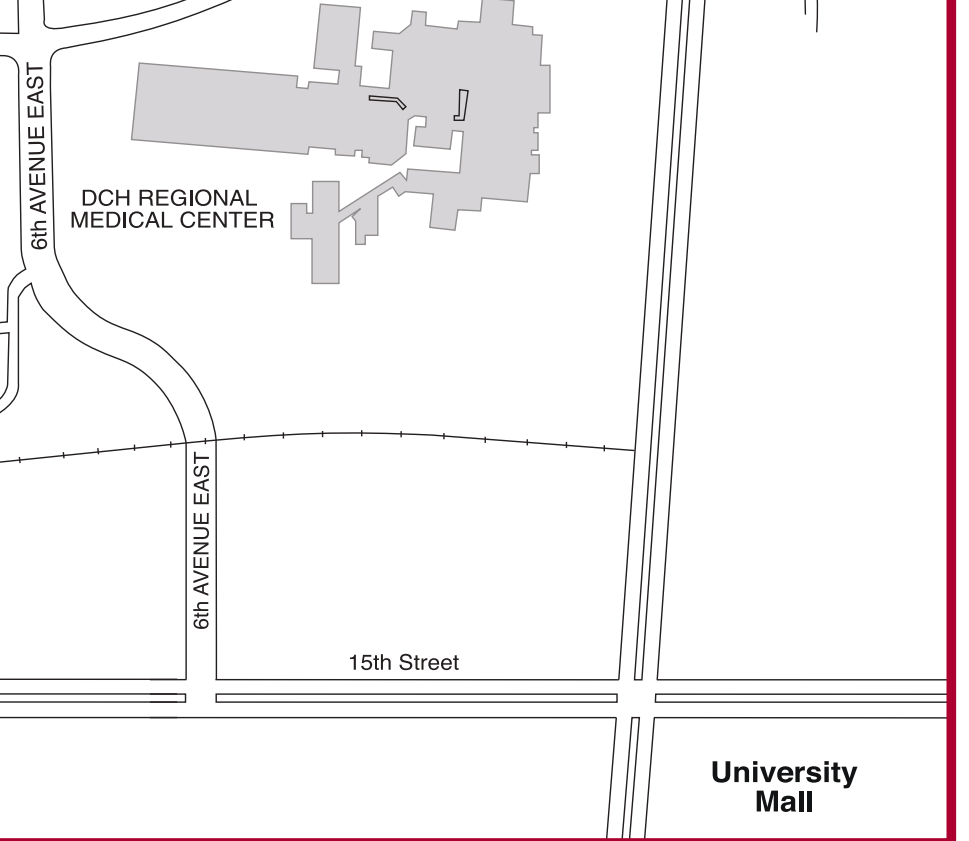 6th AVENUE EAST
DCH REGIONAL
MEDICAL CENTER
6th AVENUE EAST
15th Street
University
Mall